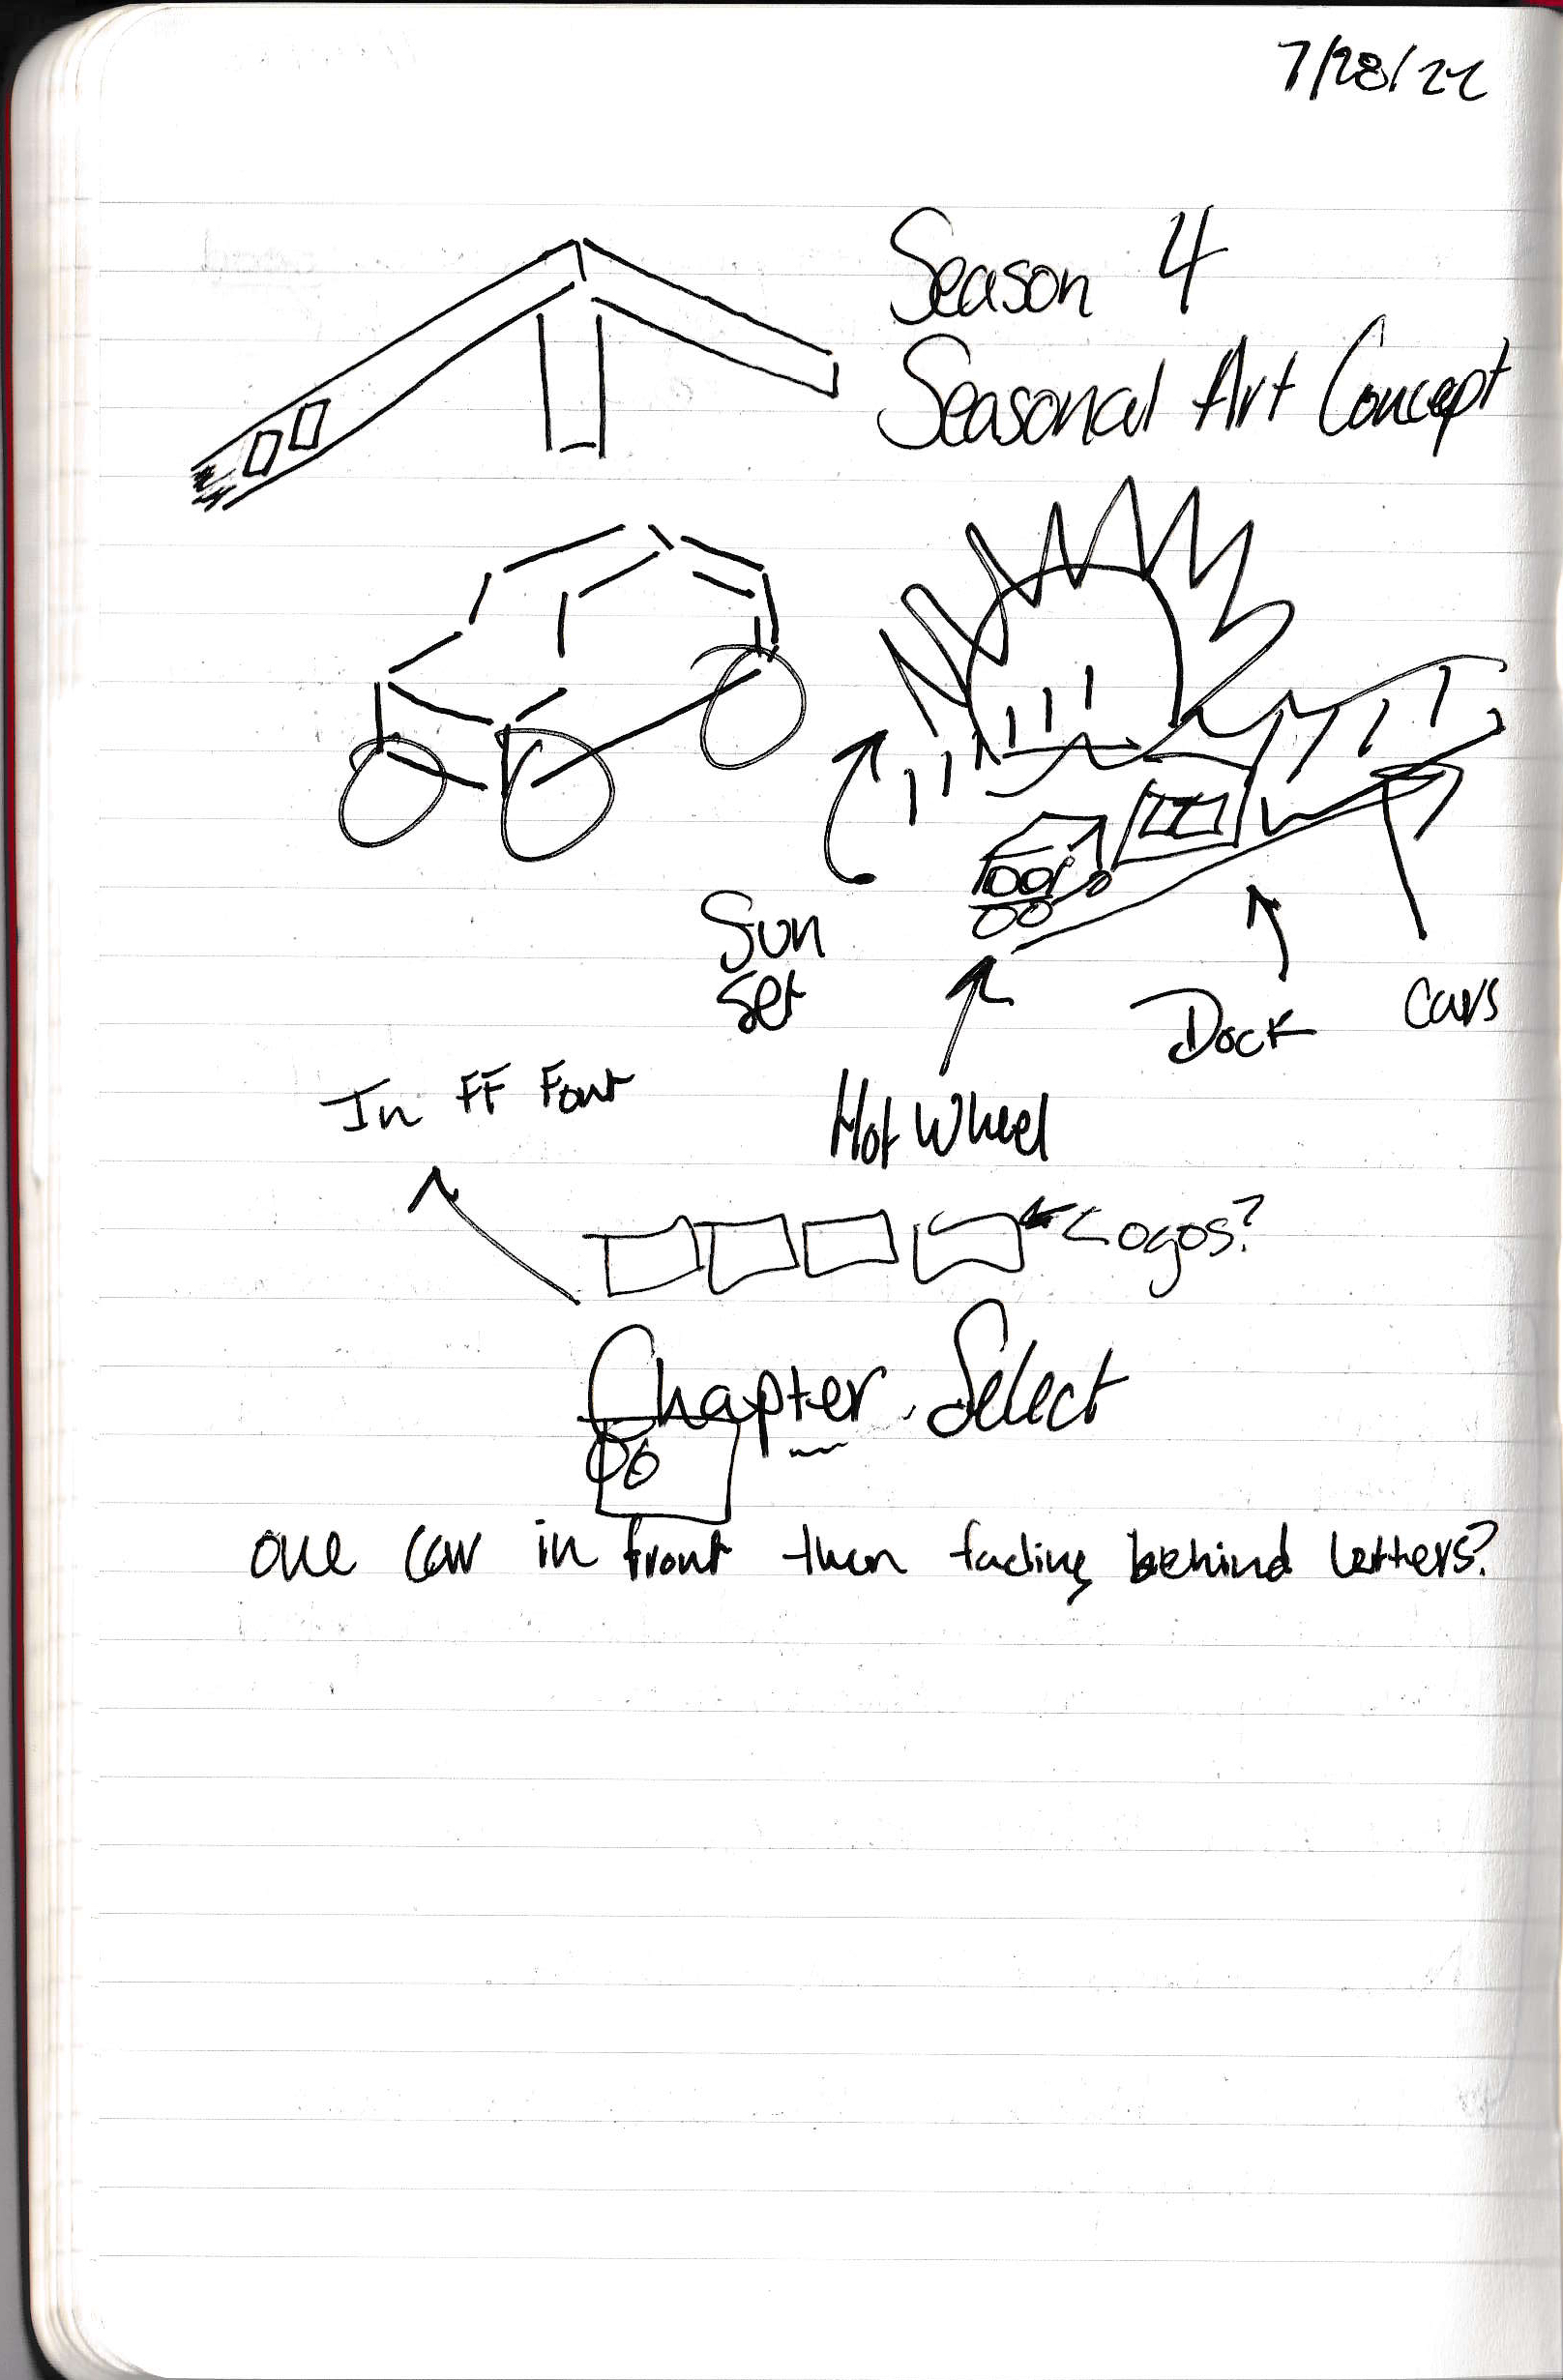 7/28/22
Season 4
Seasonal Art Concept
Sun
set
Dock
Cars
Hot Wheel
In FF Font
Logos?
Chapter Select
one car in front then fading behind letters?